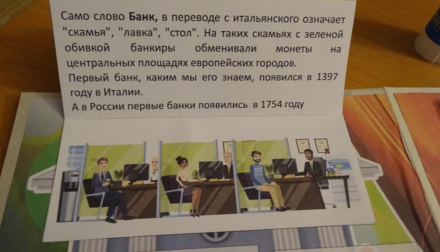 Само слово Банк, в переводе с итальянского означает
"скамья", "лавка", "стол". На таких скамьях с зеленой
обивкой банкиры обменивали монеты на
центральных площадях европейских городов.
Первый банк, каким мы его знаем, появился в 1397
году в Италии.
А в России первые банки появились в 1754 году